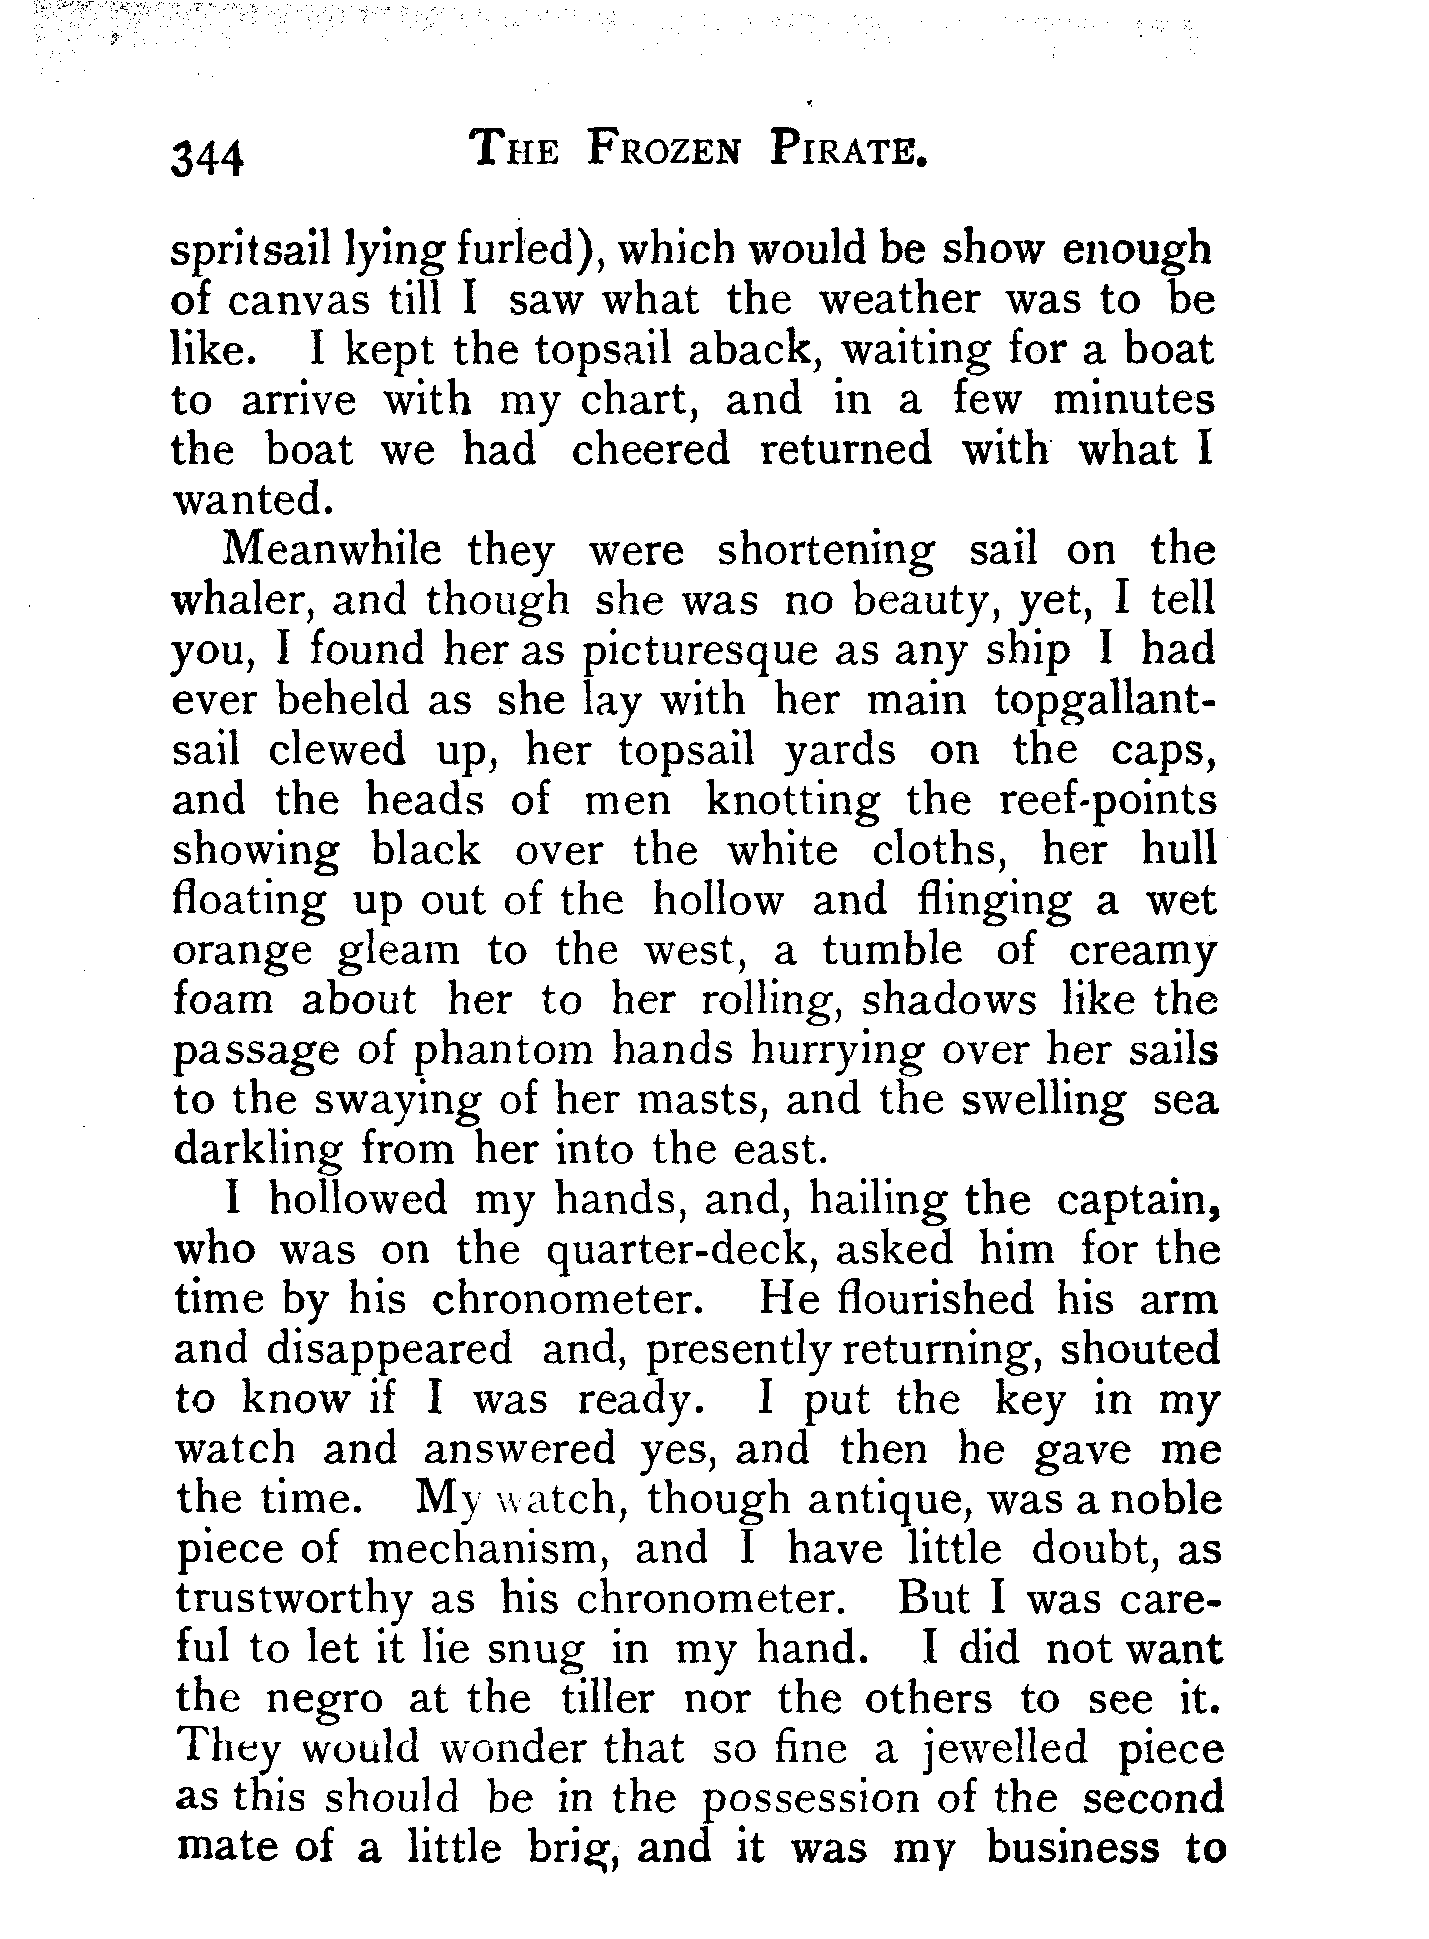 344 THE FROZEN PIRATE.
spritsail lying furled), which would be show enough
of canvas till I saw what the weather was to be
like. I kept the topsail aback, waiting for a boat
to arrive with my chart, and in a few minutes
the boat we had cheered returned with what I
wanted.
Meanwhile they were shortening sail on the
whaler, and though she was no beauty, yet, I tell
you, I found her as picturesque as any ship I had
ever beheld as she lay with her main topgallant-
sail clewed up, her topsail yards on the caps,
and the heads of men knotting the reef-points
showing black over the white cloths, her hull
floating up out of the hollow and flinging a wet
orange gleam to the west, a tumble of creamy
foam about her to her rolling, shadows like the
passage of phantom hands hurrying over her sails
to the swaying of her masts, and the swelling sea
darkling from her into the east.
I hollowed my hands, and, hailing the captain,
who was on the quarter-deck, asked him for the
time by his chronometer. He flourished his arm
and disappeared and, presently returning, shouted
to know if I was ready. I put the key in my
watch and answered yes, and then he gave me
the time. My watch, though antique, was a noble
piece of mechanism, and I have little doubt, as
trustworthy as his chronometer. But I was care-
ful to let it lie snug in my hand. I did not want
the negro at the tiller nor the others to see it.
They would wonder that so fine a jewelled piece
as this should be in the possession of the second
mate of a little brig, and it was my business to